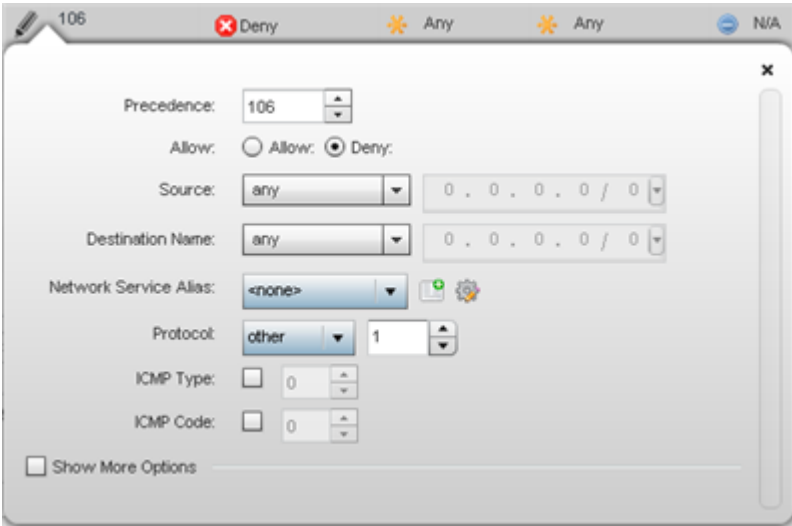 106 Deny Any Any N/A
Precedence: 106
Allow: Allow: Deny:
Source: any 0 . 0 . 0 . 0 / 0
Destination Name: any 0 . 0 . 0 . 0 / 0
Network Service Alias: <none>
Protocol: other 1
ICMP Type: 0
ICMP Code: 0
Show More Options